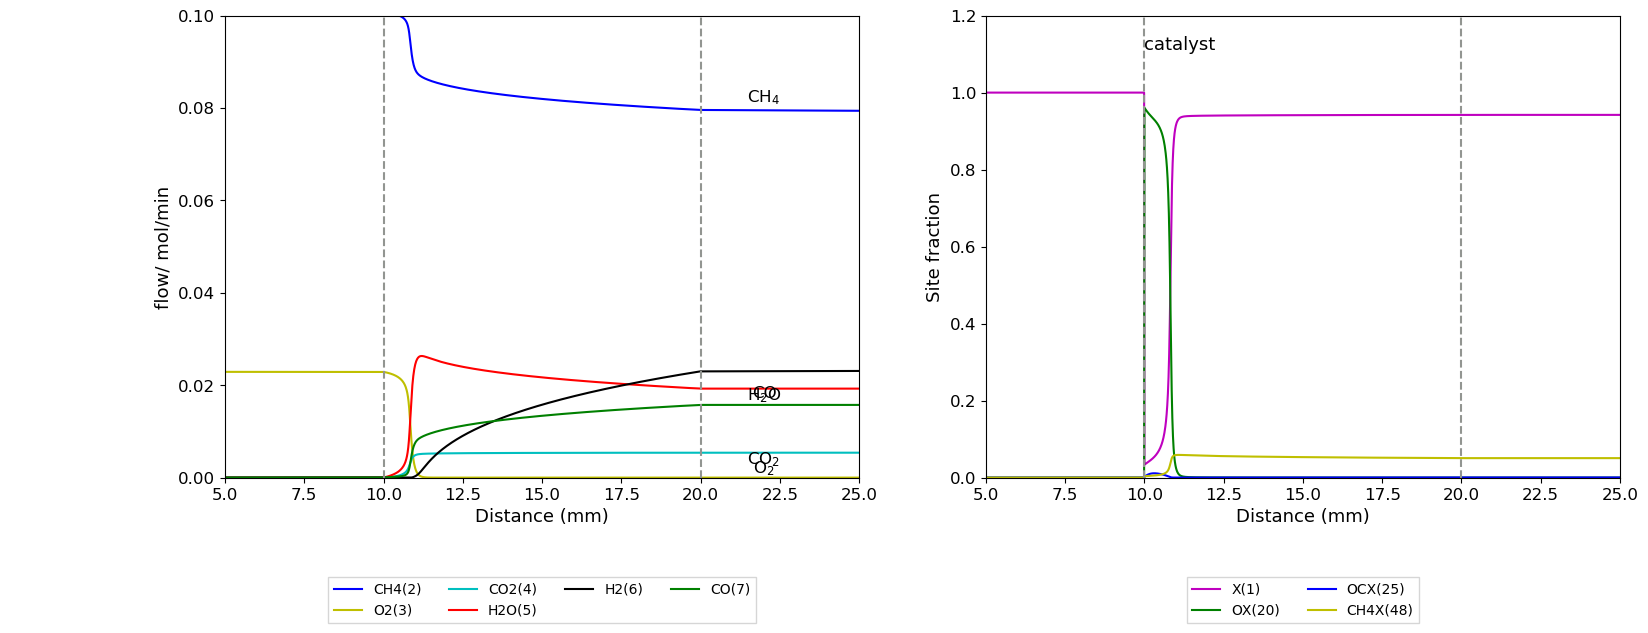 0.10
0.08
0.06
0.04
0.02
0.00
flow/ mol/min
CH4
CO
H2O
CO2
O2
5.0 7.5 10.0 12.5 15.0 17.5 20.0 22.5 25.0
Distance (mm)
CH4(2) CO2(4) H2(6) CO(7)
O2(3) H2O(5)
1.2
1.0
0.8
0.6
0.4
0.2
0.0
Site fraction
catalyst
5.0 7.5 10.0 12.5 15.0 17.5 20.0 22.5 25.0
Distance (mm)
X(1) OCX(25)
OX(20) CH4X(48)